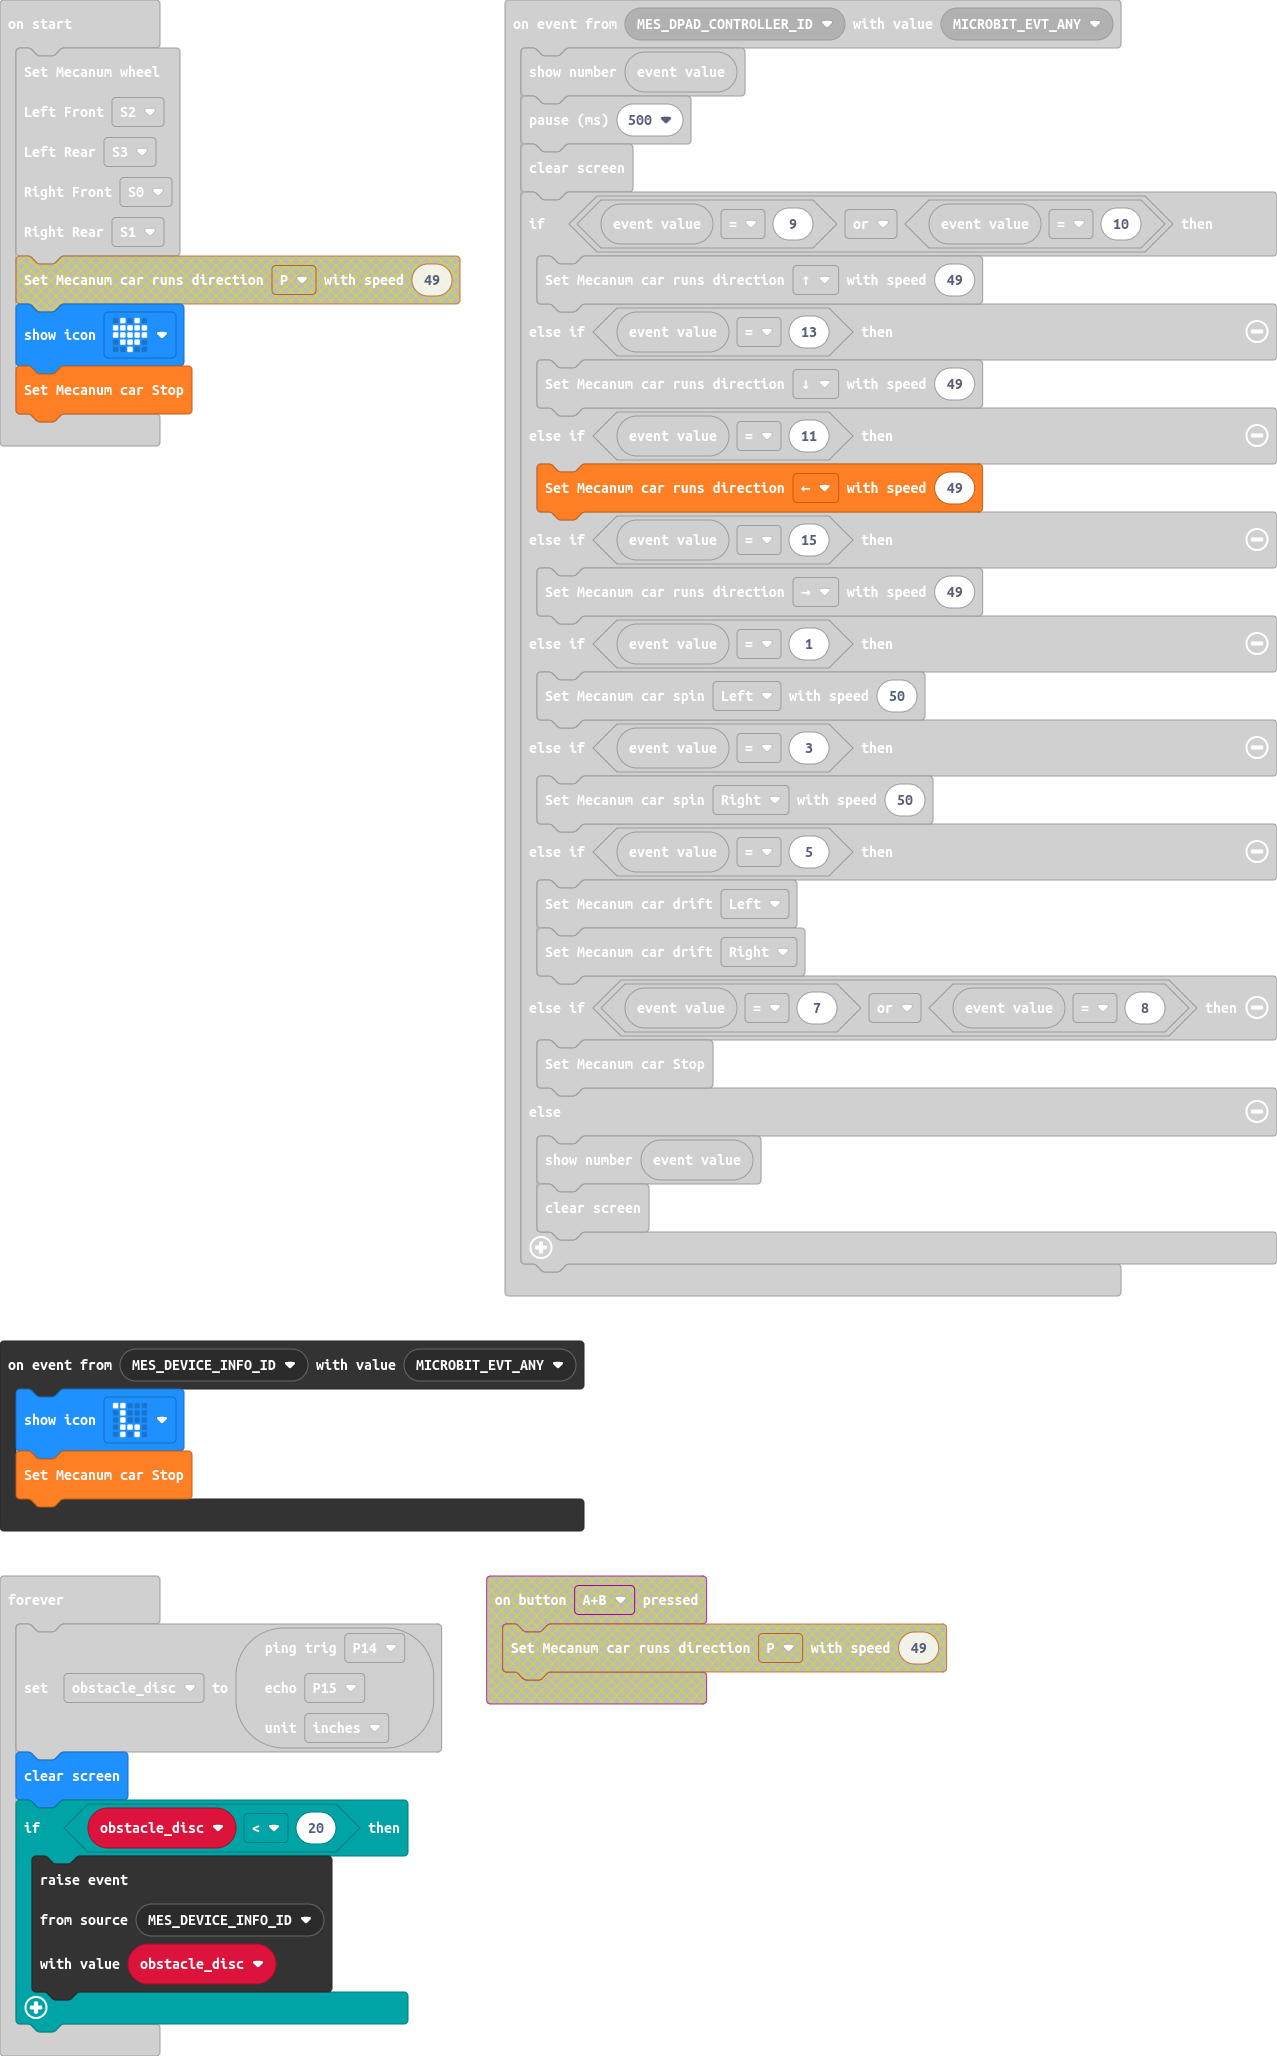 on start
Set Mecanum wheel
Left Front S2
Left Rear S3
Right Front S0
Right Rear S1
Set Mecanum car runs direction P with speed 49
show icon
Set Mecanum car Stop
on event from MES_DPAD_CONTROLLER_ID with value MICROBIT_EVT_ANY
show number event value
pause (ms) 500
clear screen
if event value = 9 or event value = 10 then
Set Mecanum car runs direction ↑ with speed 49
else if event value = 13 then
Set Mecanum car runs direction ↓ with speed 49
else if event value = 11 then
Set Mecanum car runs direction ← with speed 49
else if event value = 15 then
Set Mecanum car runs direction → with speed 49
else if event value = 1 then
Set Mecanum car spin Left with speed 50
else if event value = 3 then
Set Mecanum car spin Right with speed 50
else if event value = 5 then
Set Mecanum car drift Left
Set Mecanum car drift Right
else if event value = 7 or event value = 8 then
Set Mecanum car Stop
else
show number event value
clear screen
on event from MES_DEVICE_INFO_ID with value MICROBIT_EVT_ANY
show icon
Set Mecanum car Stop
forever
set obstacle_disc to ping trig P14
echo P15
unit inches
clear screen
if obstacle_disc < 20 then
raise event
from source MES_DEVICE_INFO_ID
with value obstacle_disc
on button A+B pressed
Set Mecanum car runs direction P with speed 49